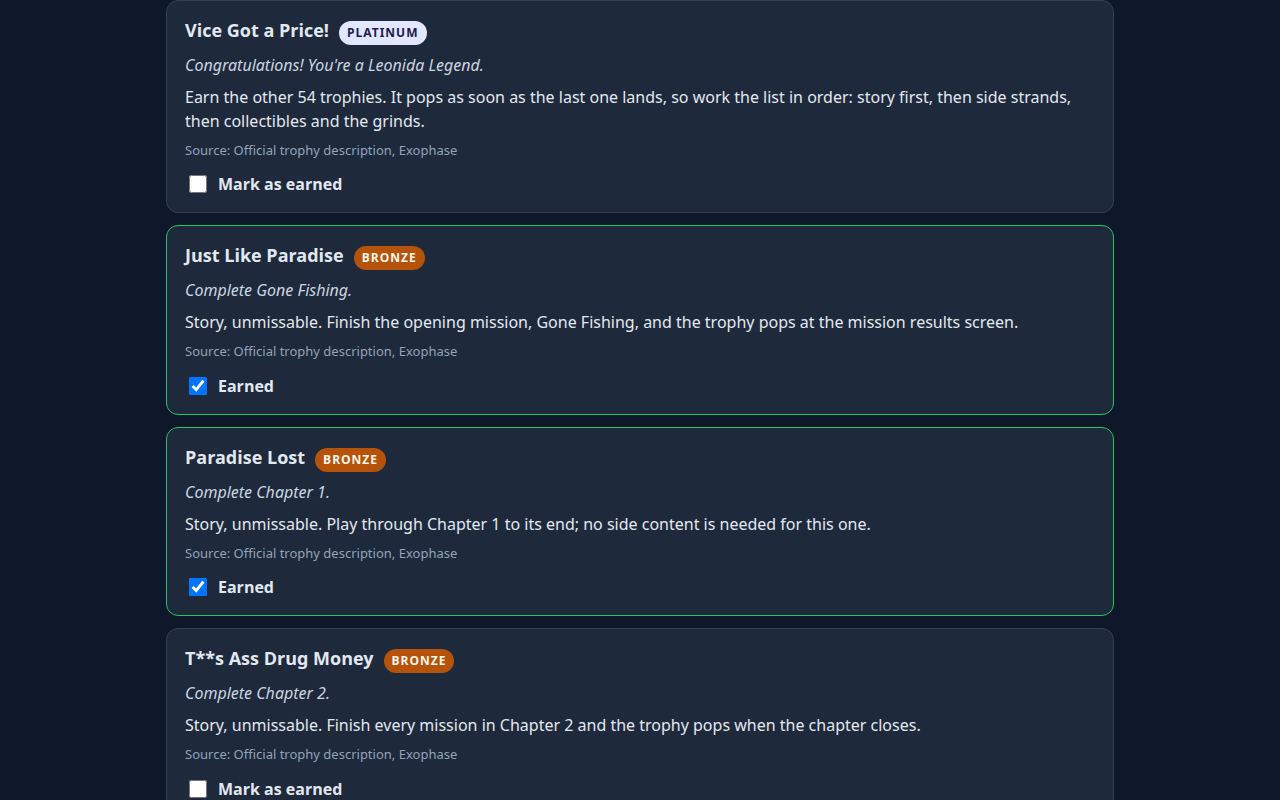 Vice Got a Price! PLATINUM
Congratulations! You're a Leonida Legend.
Earn the other 54 trophies. It pops as soon as the last one lands, so work the list in order: story first, then side strands,
then collectibles and the grinds.
Source: Official trophy description, Exophase
Mark as earned
Just Like Paradise BRONZE
Complete Gone Fishing.
Story, unmissable. Finish the opening mission, Gone Fishing, and the trophy pops at the mission results screen.
Source: Official trophy description, Exophase
Earned
Paradise Lost BRONZE
Complete Chapter 1.
Story, unmissable. Play through Chapter 1 to its end; no side content is needed for this one.
Source: Official trophy description, Exophase
Earned
T**s Ass Drug Money BRONZE
Complete Chapter 2.
Story, unmissable. Finish every mission in Chapter 2 and the trophy pops when the chapter closes.
Source: Official trophy description, Exophase
Mark as earned